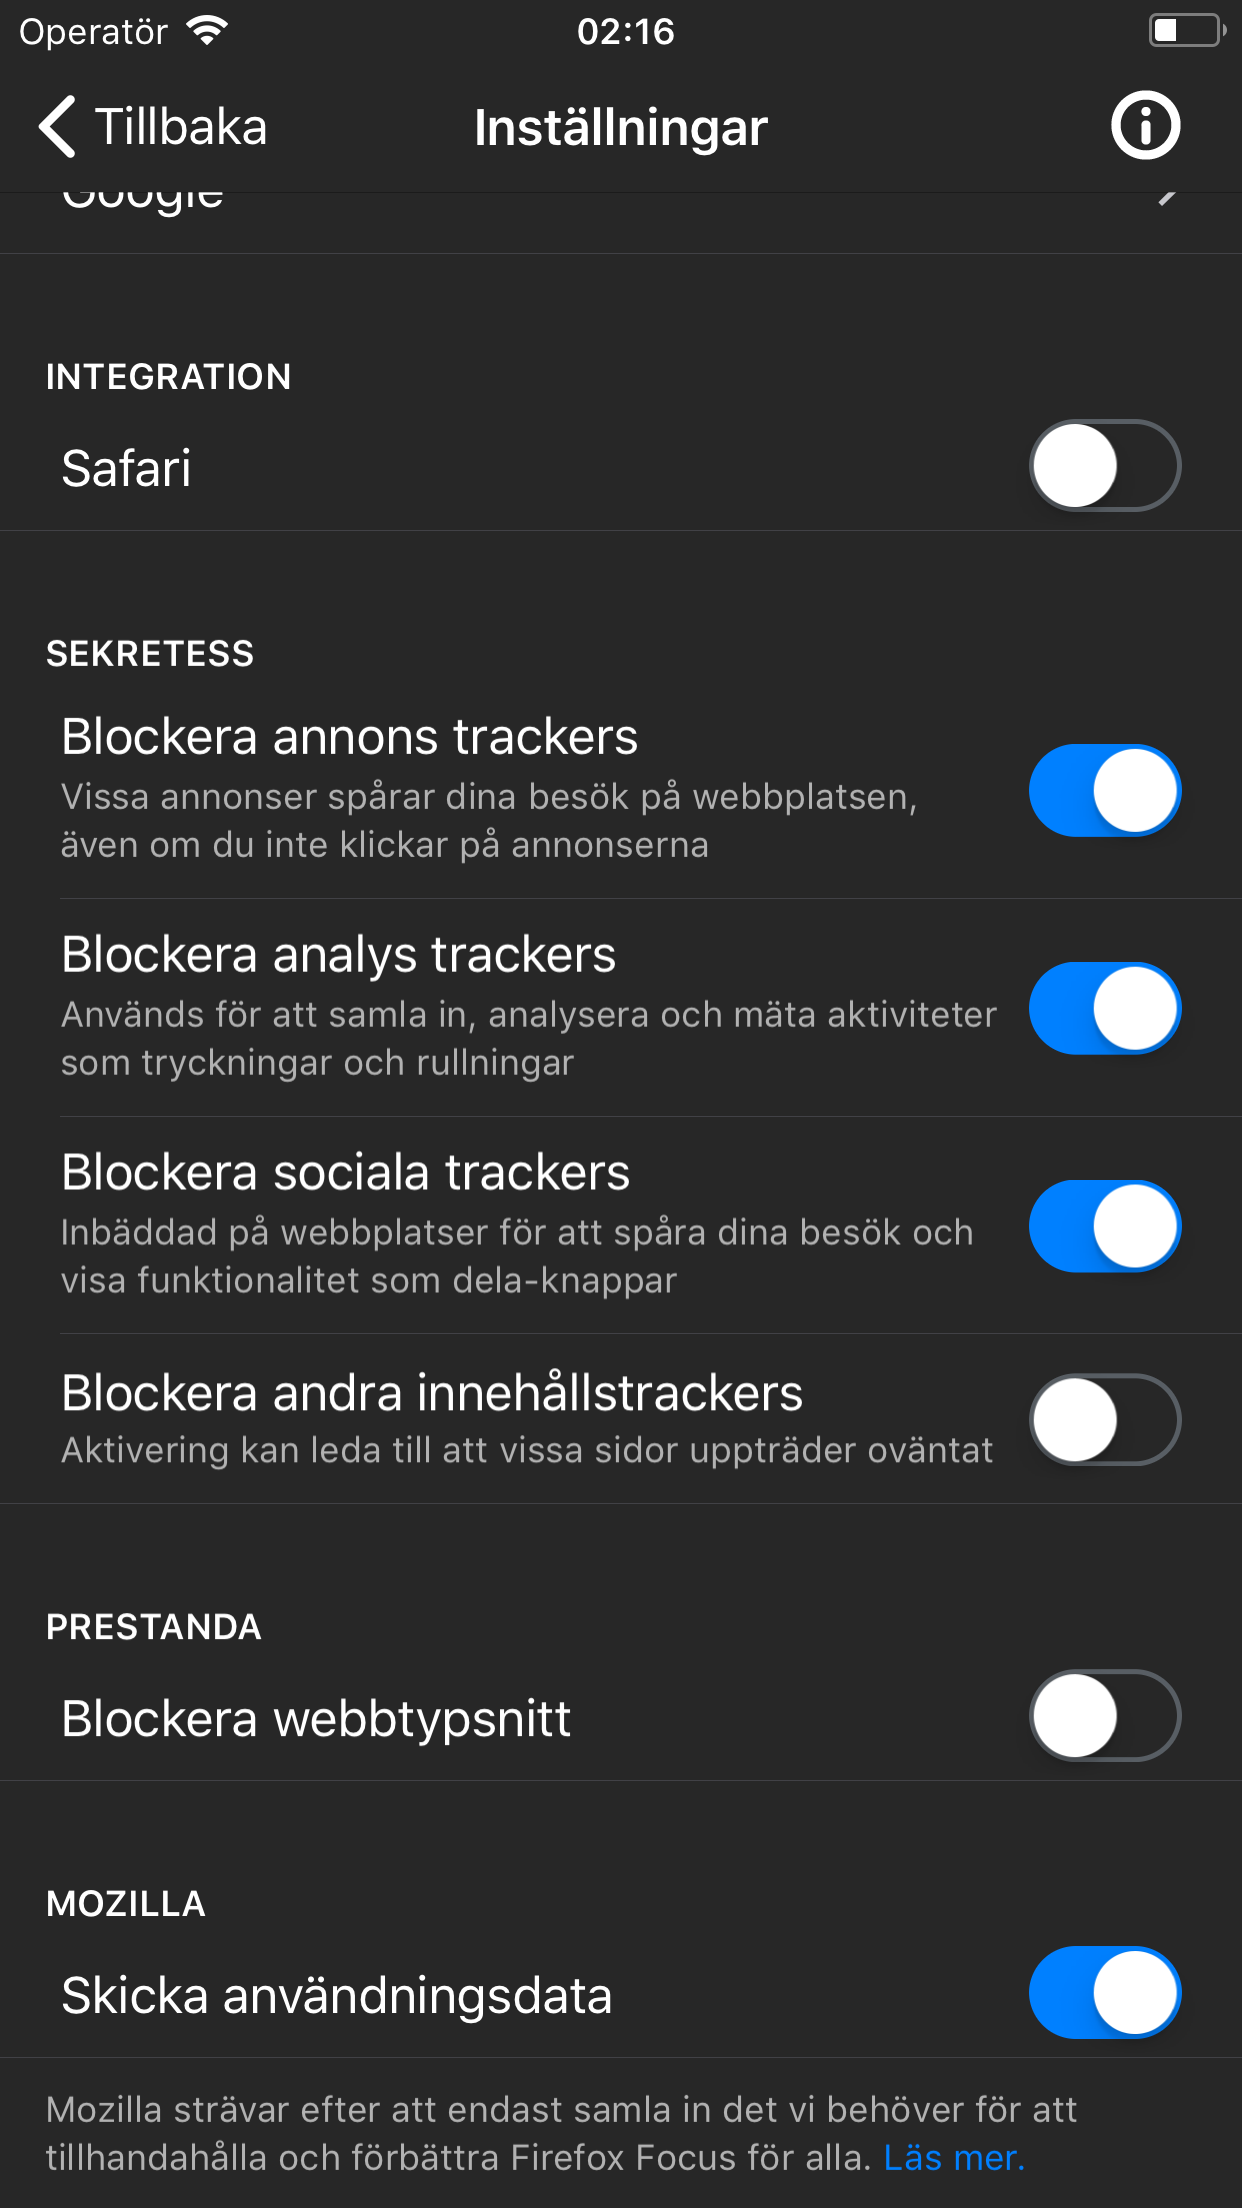 Operatör
02:16
Tillbaka
Inställningar
Google
INTEGRATION
Safari
SEKRETESS
Blockera annons trackers
Vissa annonser spårar dina besök på webbplatsen,
även om du inte klickar på annonserna
Blockera analys trackers
Används för att samla in, analysera och mäta aktiviteter
som tryckningar och rullningar
Blockera sociala trackers
Inbäddad på webbplatser för att spåra dina besök och
visa funktionalitet som dela-knappar
Blockera andra innehållstrackers
Aktivering kan leda till att vissa sidor uppträder oväntat
PRESTANDA
Blockera webbtypsnitt
MOZILLA
Skicka användningsdata
Mozilla strävar efter att endast samla in det vi behöver för att
tillhandahålla och förbättra Firefox Focus för alla. Läs mer.